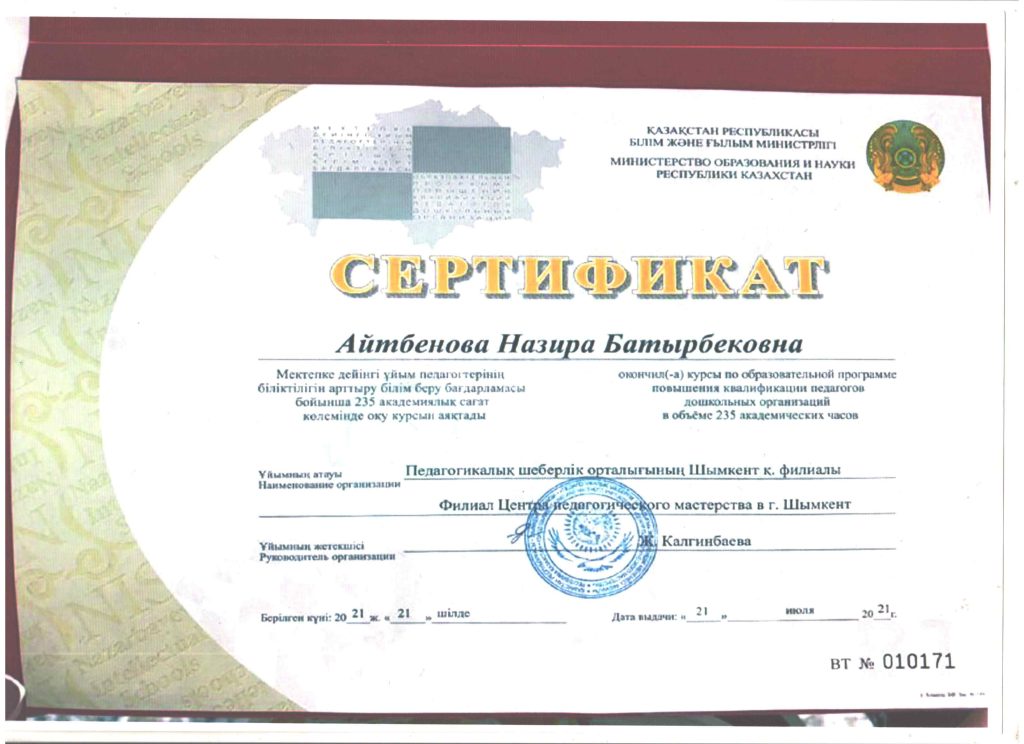 ҚАЗАҚСТАН РЕСПУБЛИКАСЫ
БІЛІМ ЖӘНЕ ҒЫЛЫМ МИНИСТРЛІГІ
МИНИСТЕРСТВО ОБРАЗОВАНИЯ И НАУКИ
РЕСПУБЛИКИ КАЗАХСТАН
СЕРТИФИКАТ
Айтбенова Назира Батырбековна
Мектепке дейінгі ұйым педагогтерінің
біліктілігін арттыру білім беру бағдарламасы
бойынша 235 академиялық сағат
көлемінде оқу курсын аяқтады
окончил(-а) курсы по образовательной программе
повышения квалификации педагогов
дошкольных организаций
в объёме 235 академических часов
Ұйымның атауы
Наименование организации
Педагогикалық шеберлік орталығының Шымкент қ. филиалы
Филиал Центра педагогического мастерства в г. Шымкент
Ұйымның жетекшісі
Руководитель организации
Ж. Калгинбаева
Берілген күні: 20 21 ж. « 21 » шілде
Дата выдачи: « 21 » июля 20 21 г.
ВТ № 010171